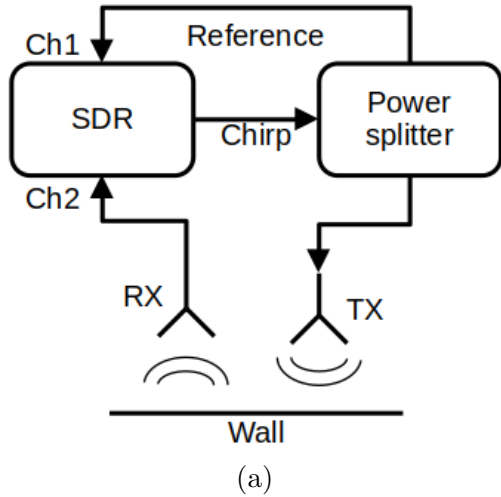 Ch1
Reference
SDR
Chirp
Power
splitter
Ch2
RX
TX
Wall
(a)